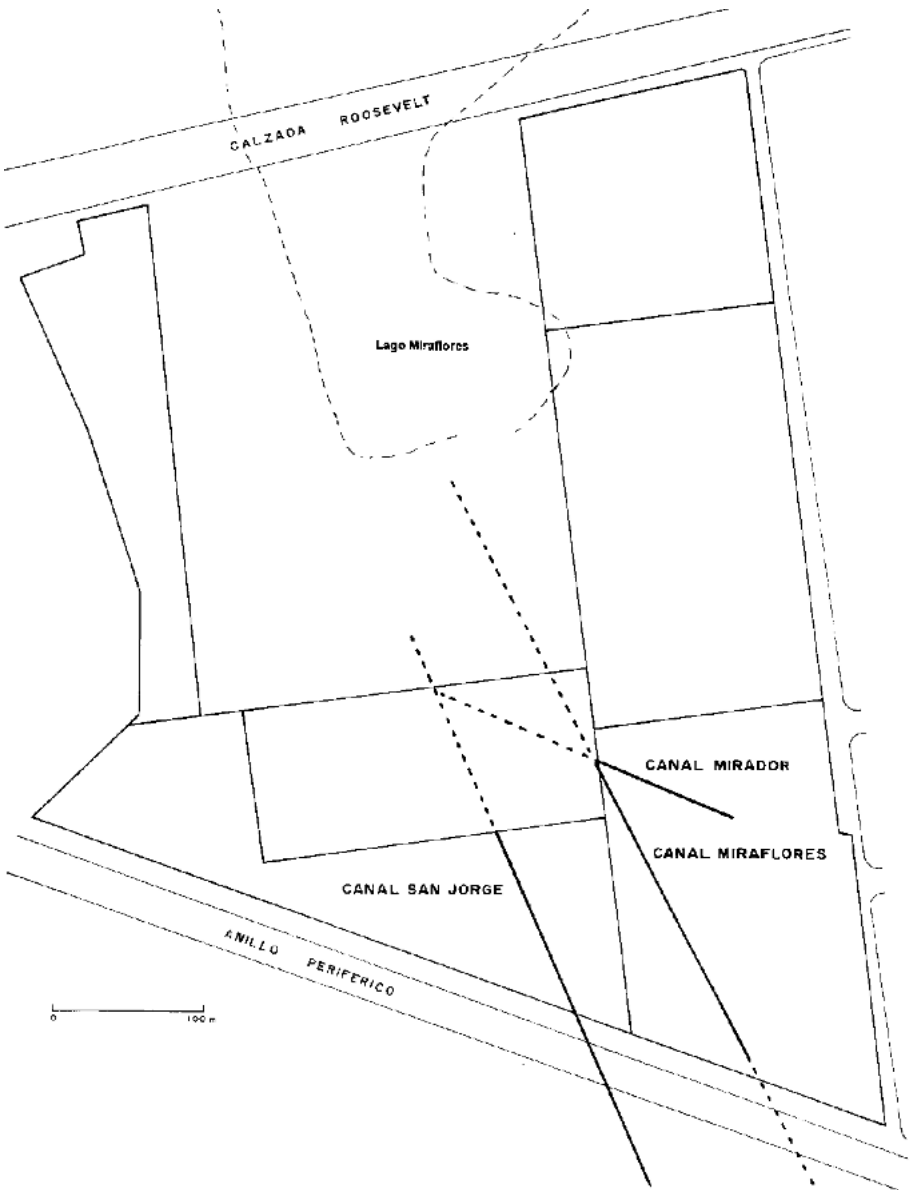 CALZADA ROOSEVELT
Lago Miraflores
CANAL MIRADOR
CANAL MIRAFLORES
CANAL SAN JORGE
ANILLO PERIFERICO
0 100 m